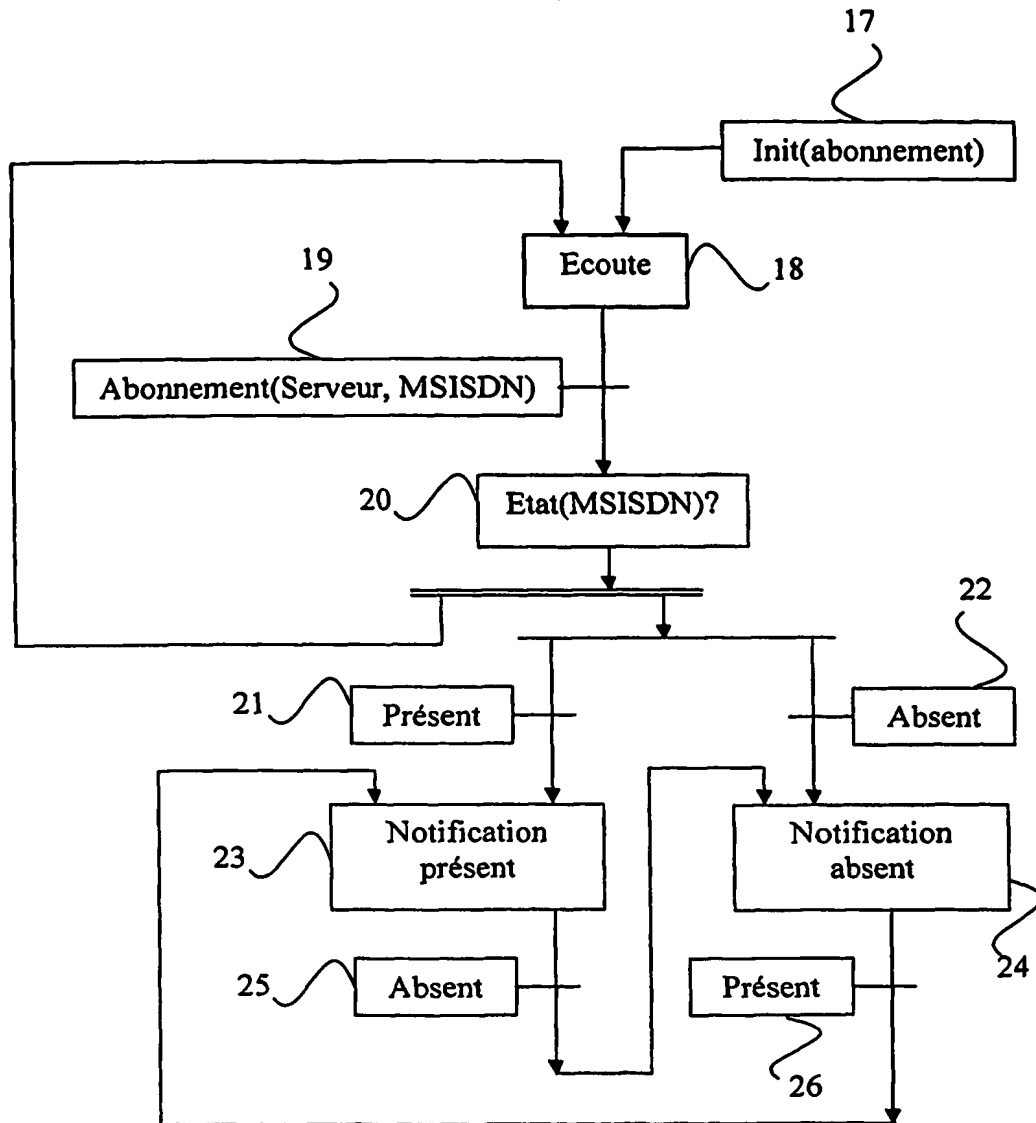 17
Init(abonnement)
Ecoute
18
19
Abonnement(Serveur, MSISDN)
20
Etat(MSISDN)?
22
21
Présent
Absent
Notification
présent
23
Notification
absent
24
25
Absent
Présent
26